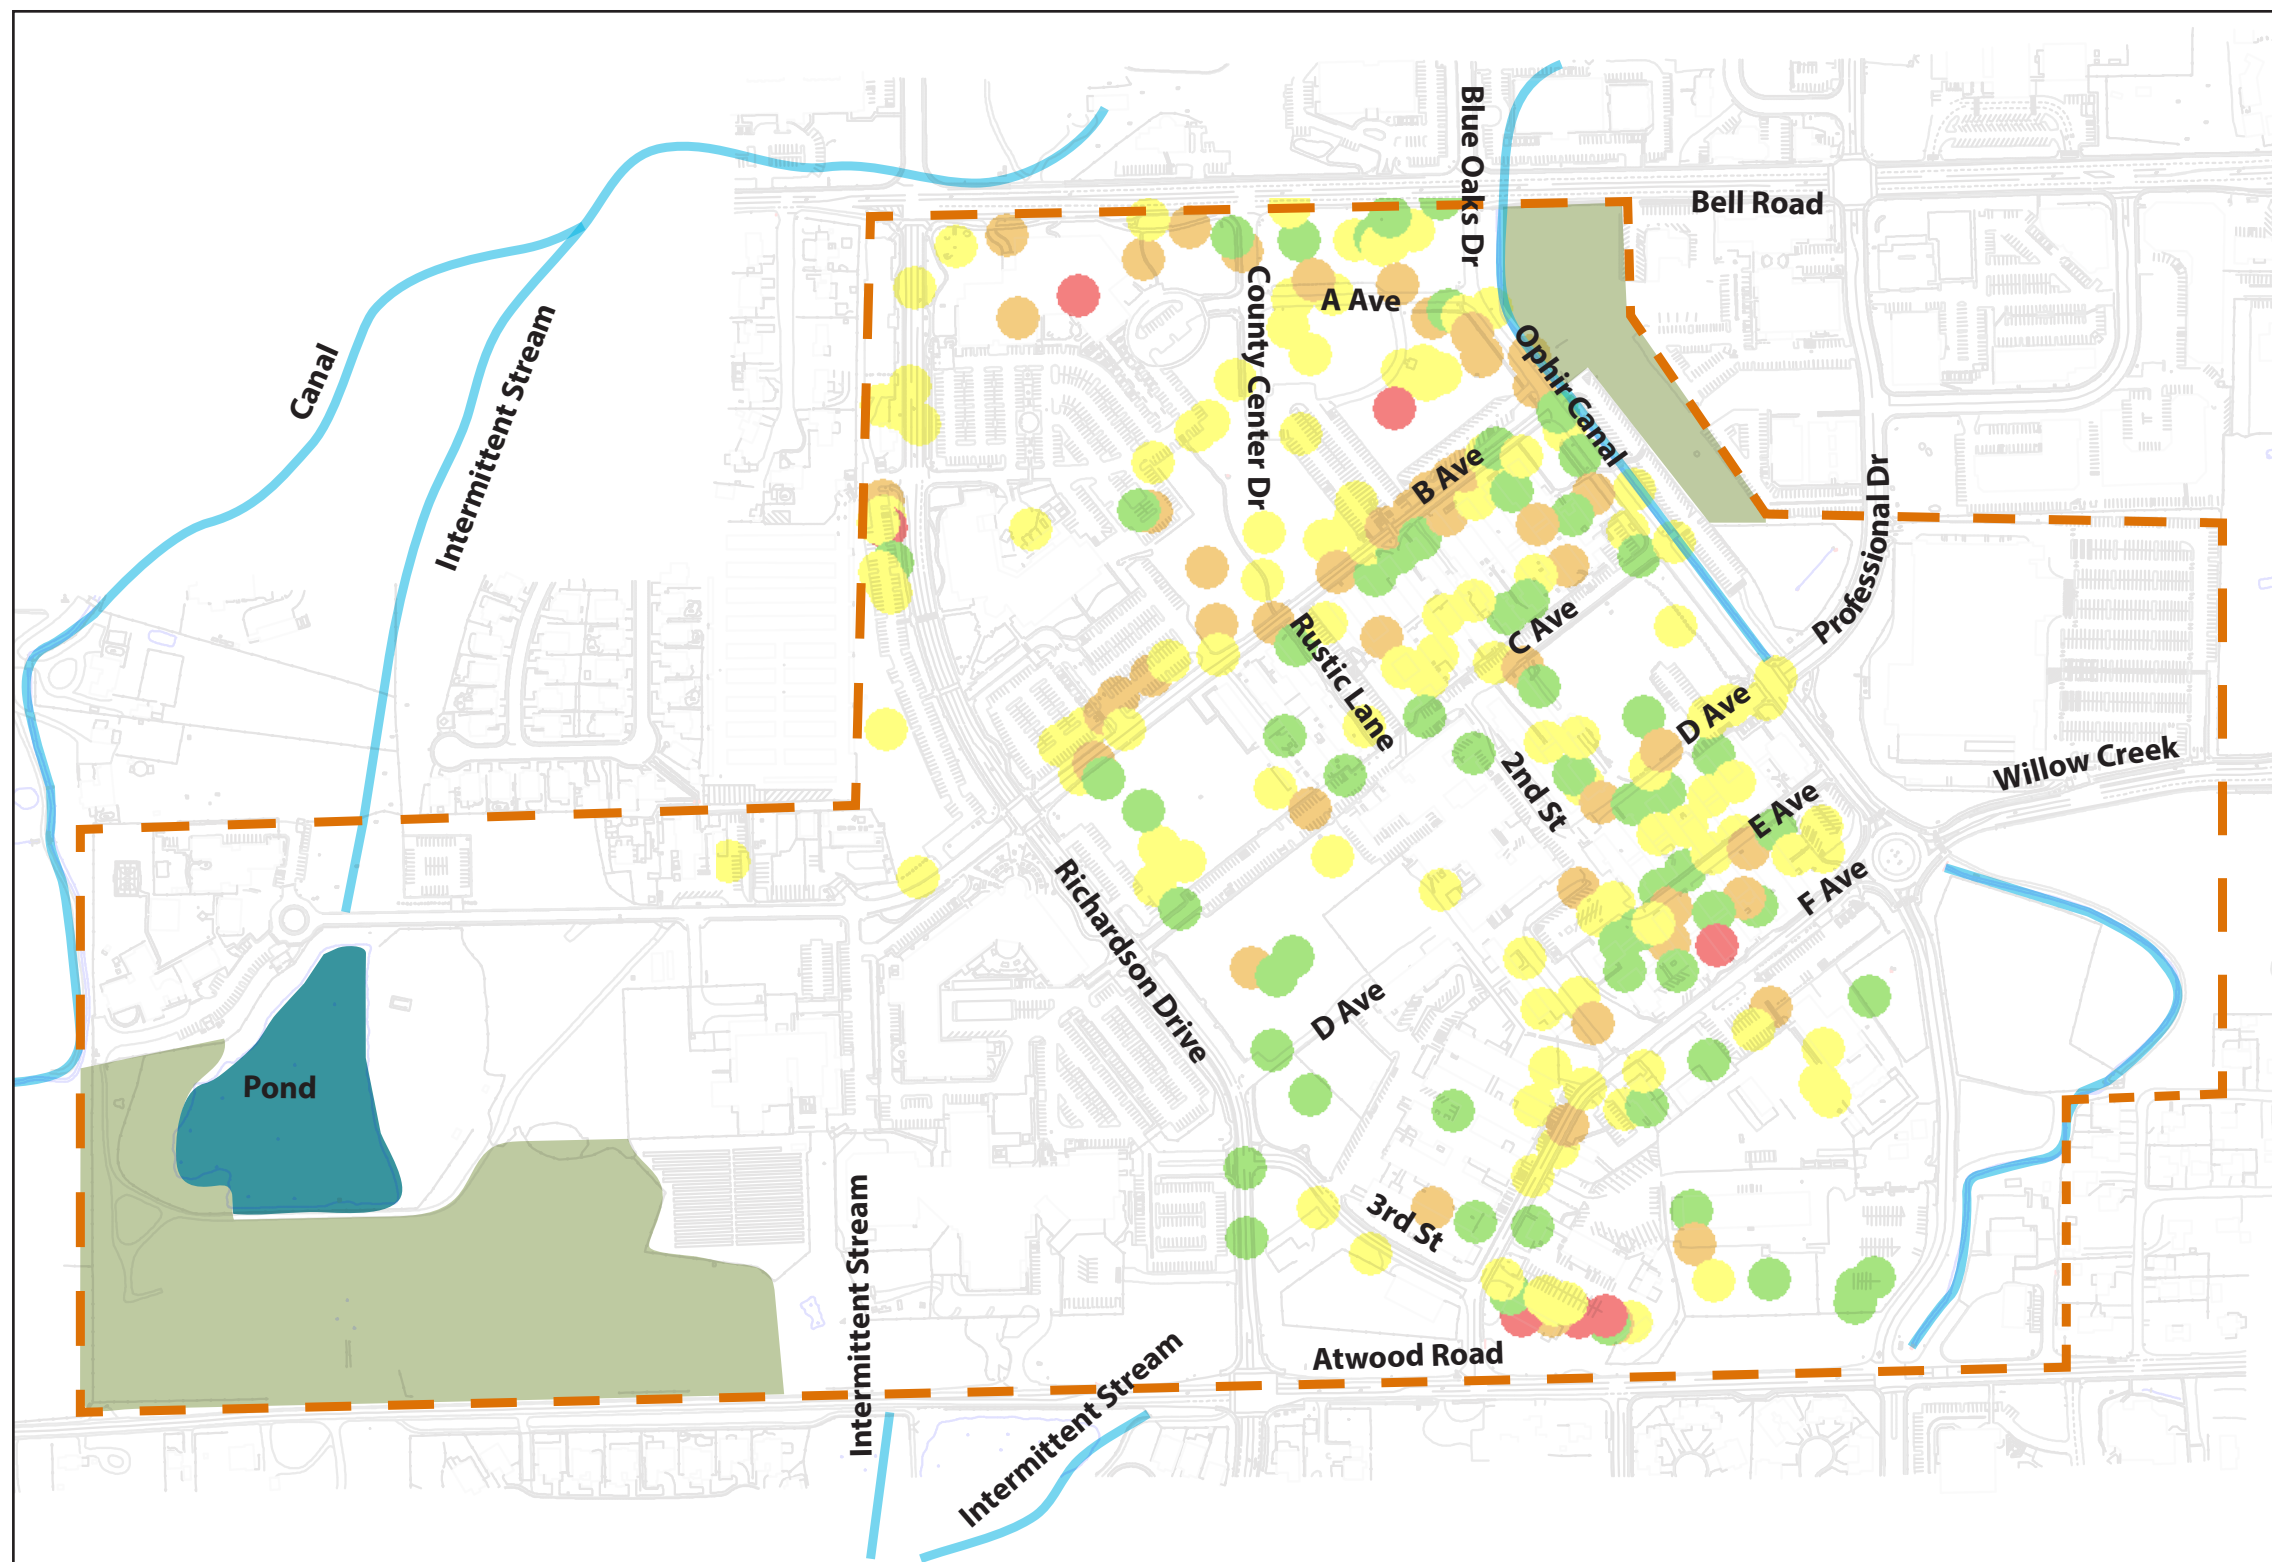 Blue Oaks Dr
Bell Road
County Center Dr
A Ave
Canal
Intermittent Stream
Ophir Canal
B Ave
Professional Dr
C Ave
Rustic Lane
D Ave
Willow Creek
2nd St
E Ave
F Ave
Richardson Drive
D Ave
Pond
3rd St
Intermittent Stream
Atwood Road
Intermittent Stream